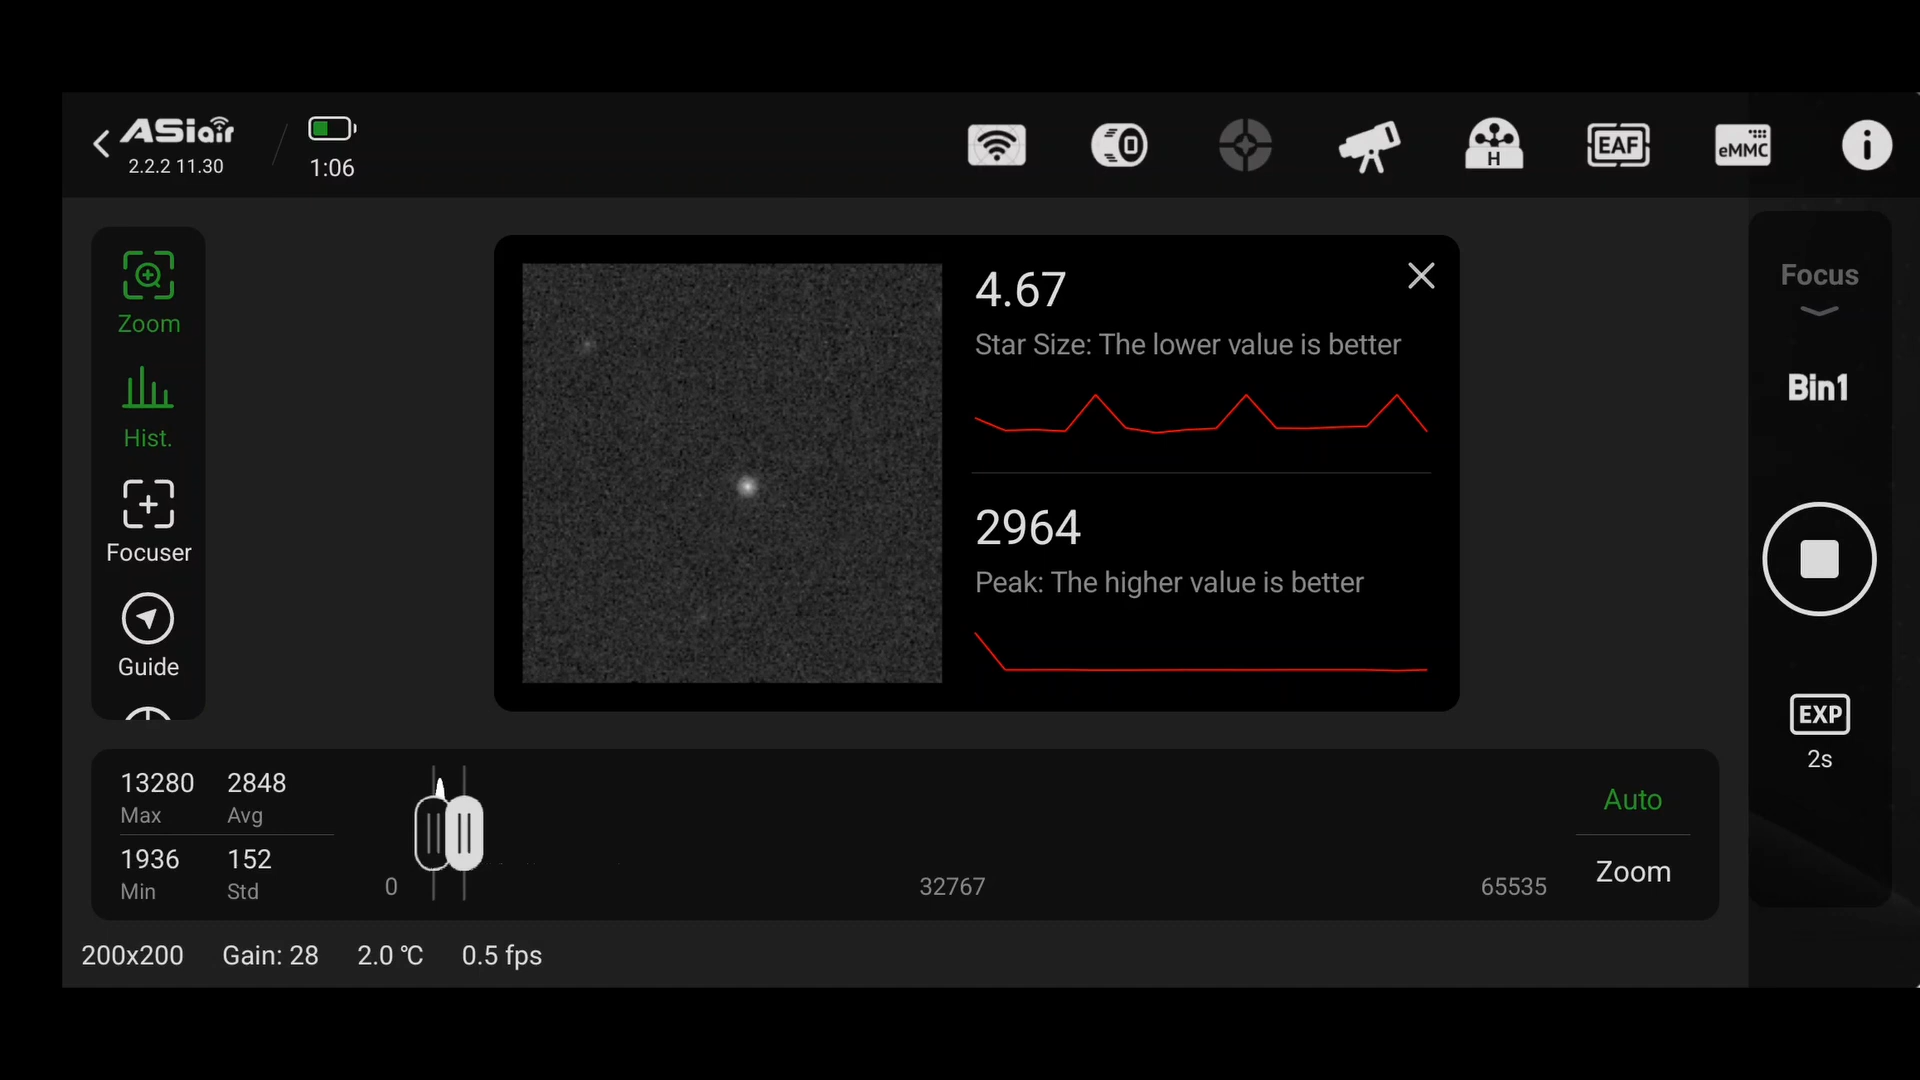 ASiair
2.2.2 11.30
1:06
H
EAF
eMMC
Zoom
Hist.
Focuser
Guide
4.67
Star Size: The lower value is better
2964
Peak: The higher value is better
Focus
Bin1
EXP
2s
13280 2848
Max Avg
1936 152
Min Std
0 32767 65535
Auto
Zoom
200x200 Gain: 28 2.0 ℃ 0.5 fps